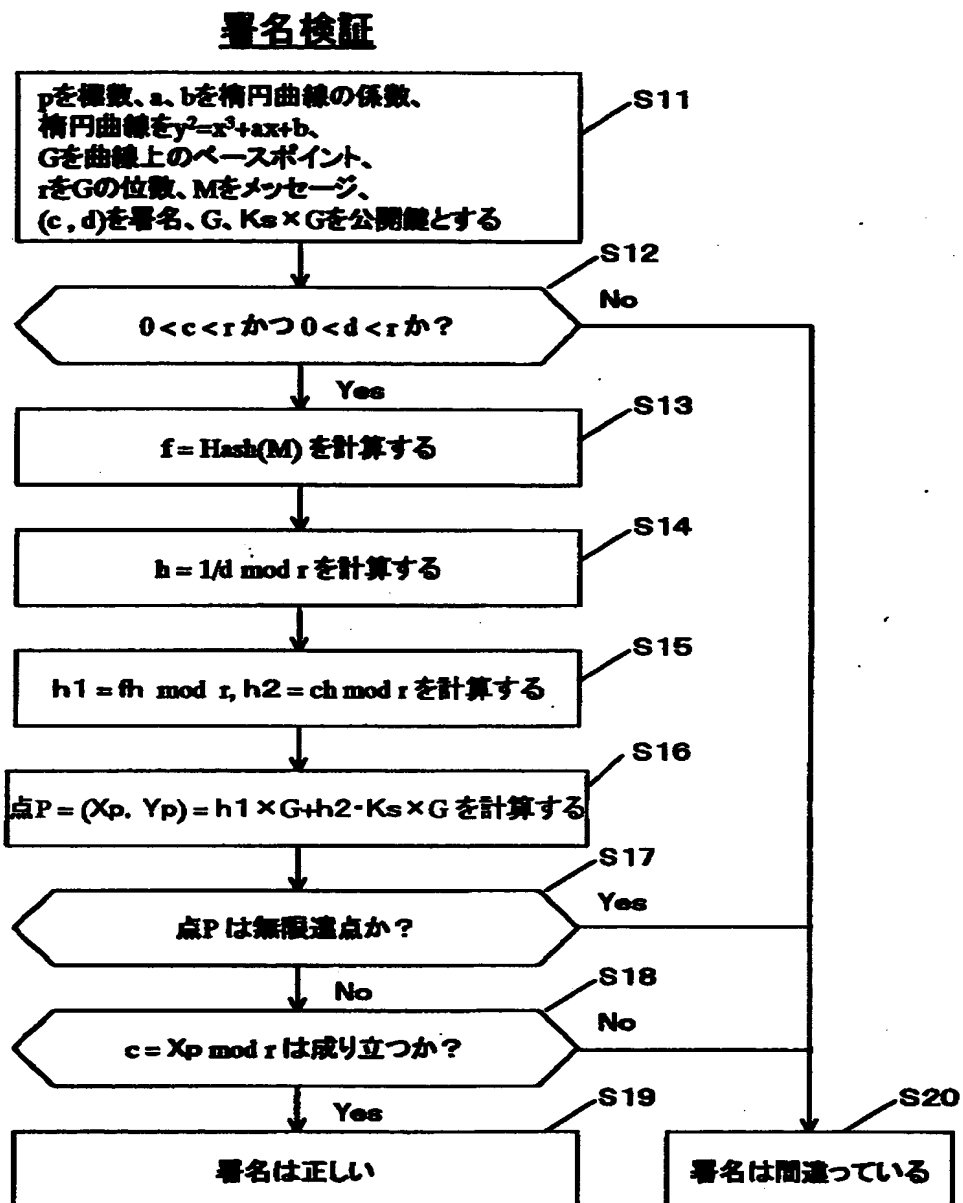 署名検証
pを標数、a、bを楕円曲線の係数、
楕円曲線をy²=x³+ax+b、
Gを曲線上のベースポイント、
rをGの位数、Mをメッセージ、
(c , d)を署名、G、Ks×Gを公開鍵とする
S11
S12
0<c<r かつ 0<d<r か？
No
Yes
S13
f = Hash(M) を計算する
S14
h = 1/d mod r を計算する
S15
h1 = fh mod r, h2 = ch mod r を計算する
S16
点P = (Xp, Yp) = h1×G+h2・Ks×G を計算する
S17
点P は無限遠点か？
Yes
No
S18
c = Xp mod r は成り立つか？
No
Yes
S19
署名は正しい
S20
署名は間違っている